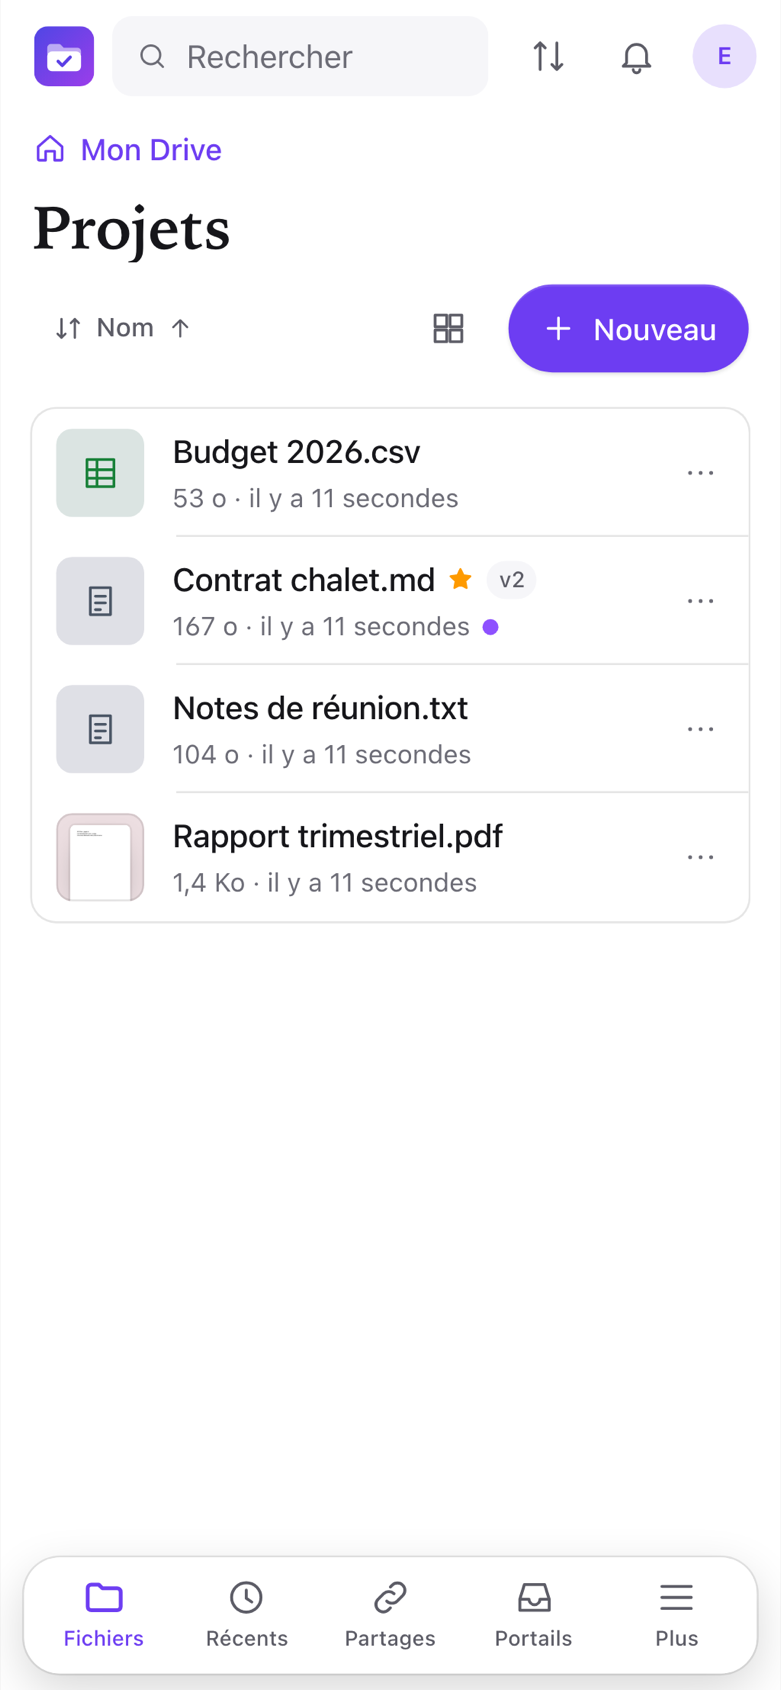 Rechercher
E
Mon Drive
Projets
Nom
Nouveau
Budget 2026.csv
53 o · il y a 11 secondes
Contrat chalet.md
v2
167 o · il y a 11 secondes
Notes de réunion.txt
104 o · il y a 11 secondes
Rapport trimestriel.pdf
1,4 Ko · il y a 11 secondes
Fichiers
Récents
Partages
Portails
Plus